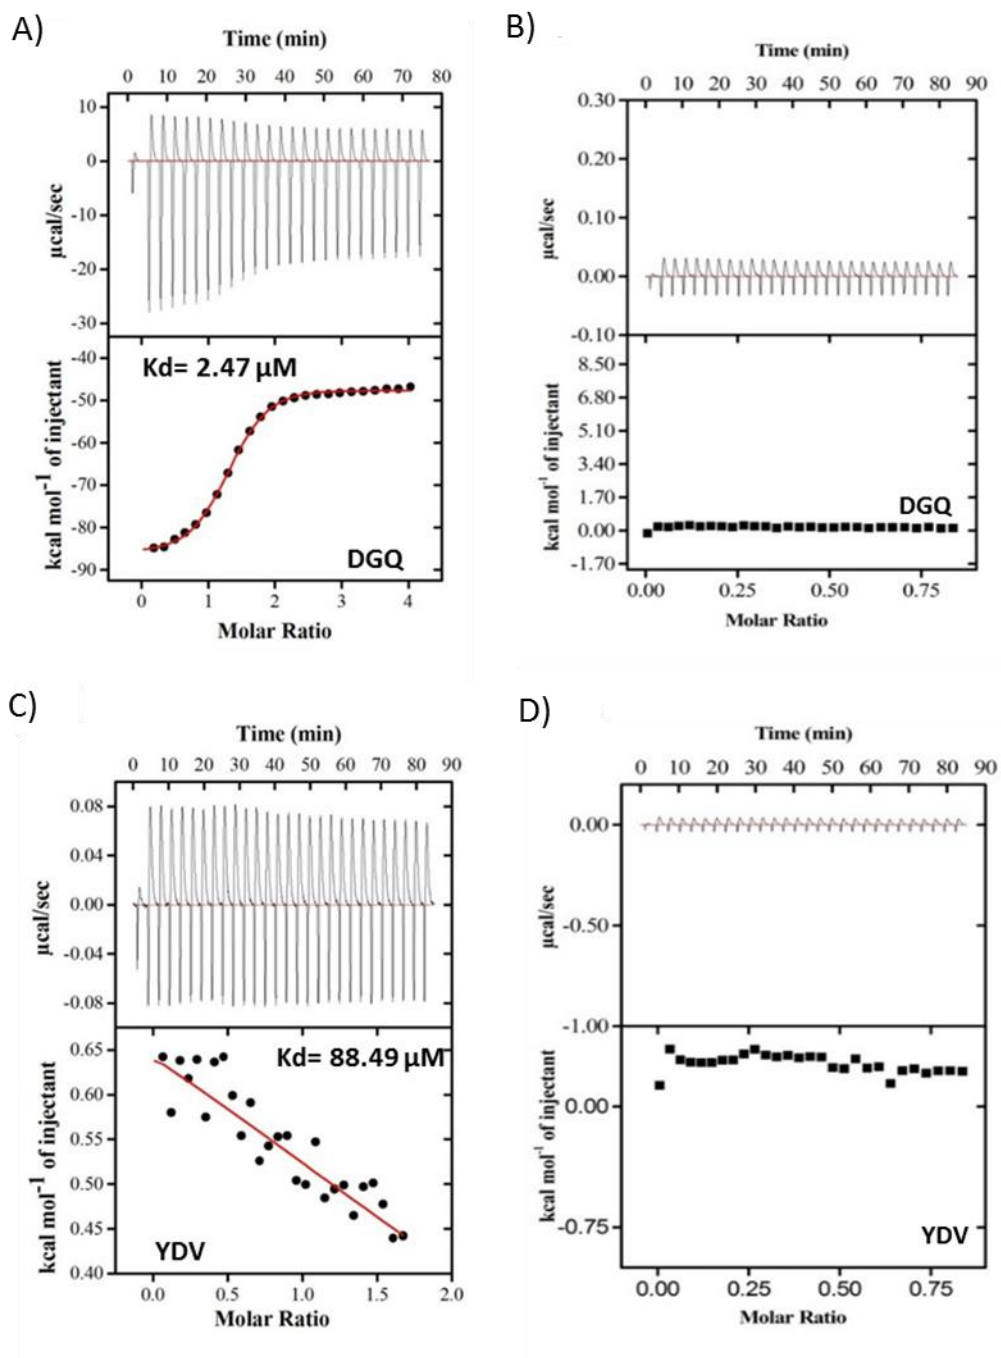 A)
Time (min)
0 10 20 30 40 50 60 70 80
10
0
-10
-20
-30
µcal/sec
-40
-50
-60
-70
-80
-90
kcal mol-1 of injectant
Kd= 2.47 µM
DGQ
0 1 2 3 4
Molar Ratio
B)
Time (min)
0 10 20 30 40 50 60 70 80 90
0.30
0.20
0.10
0.00
-0.10
µcal/sec
8.50
6.80
5.10
3.40
1.70
0.00
-1.70
kcal mol-1 of injectant
DGQ
0.00 0.25 0.50 0.75
Molar Ratio
C)
Time (min)
0 10 20 30 40 50 60 70 80 90
0.08
0.04
0.00
-0.04
-0.08
µcal/sec
0.65
0.60
0.55
0.50
0.45
0.40
kcal mol-1 of injectant
Kd= 88.49 µM
YDV
0.0 0.5 1.0 1.5 2.0
Molar Ratio
D)
Time (min)
0 10 20 30 40 50 60 70 80 90
0.00
-0.50
-1.00
µcal/sec
0.00
-0.75
kcal mol-1 of injectant
YDV
0.00 0.25 0.50 0.75
Molar Ratio